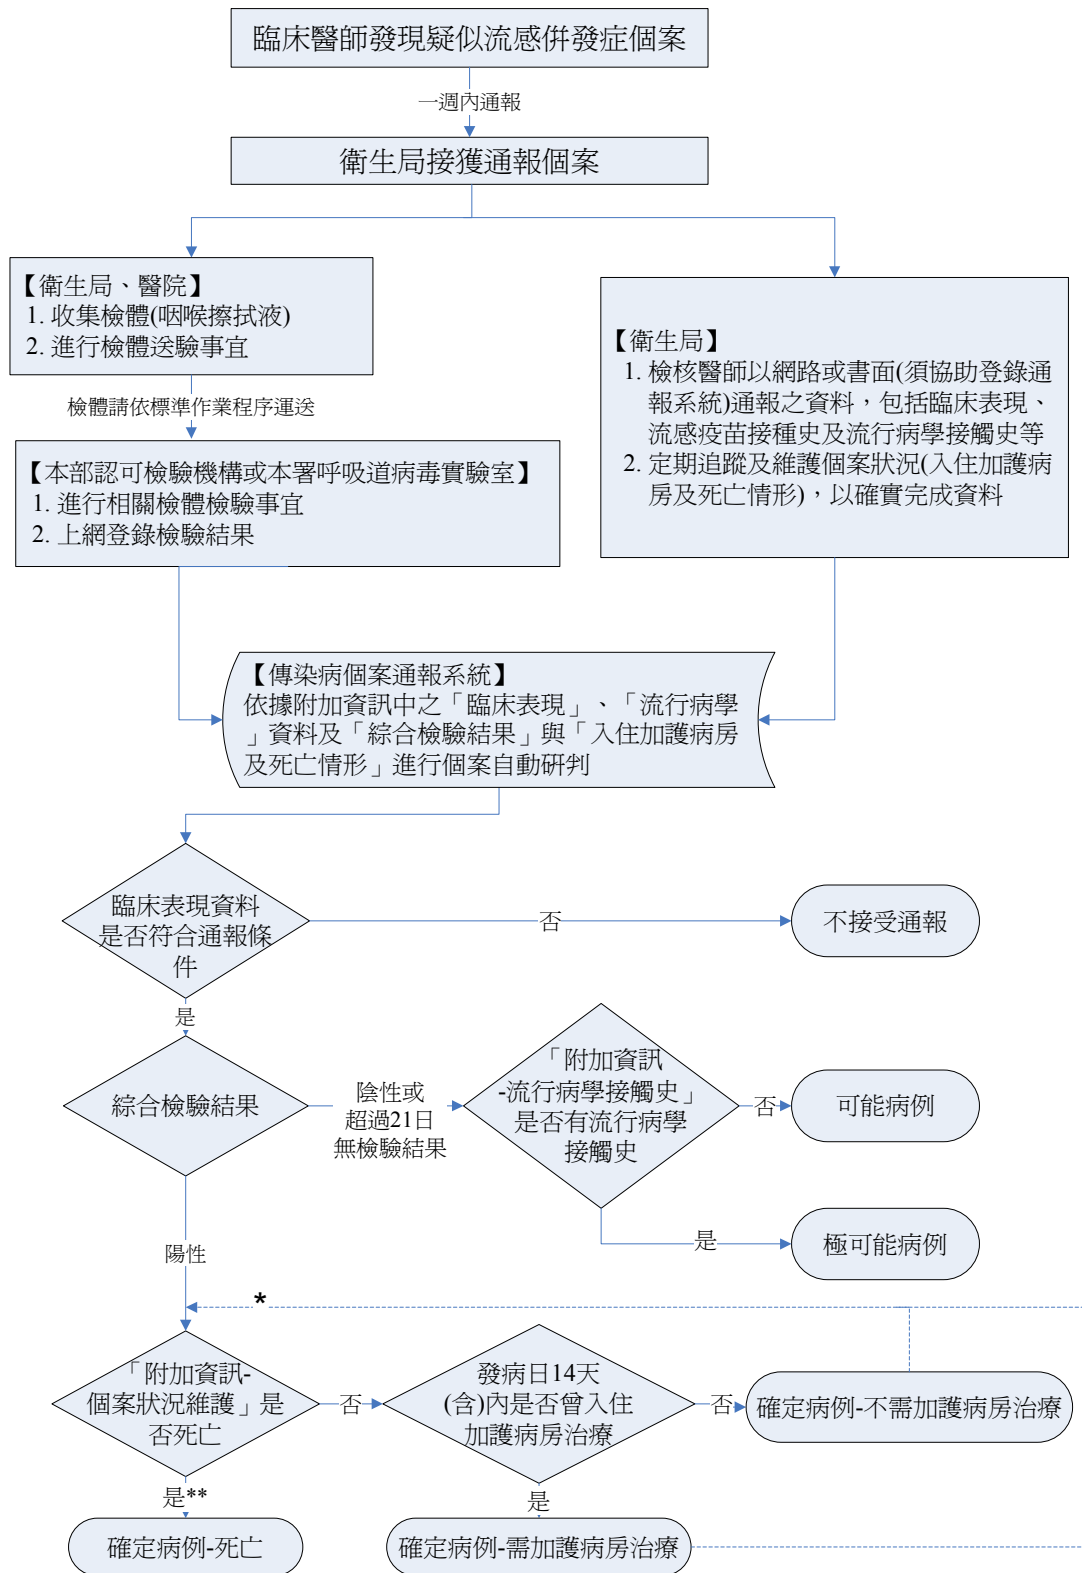 臨床醫師發現疑似流感併發症個案
一週內通報
衛生局接獲通報個案
【衛生局、醫院】
1. 收集檢體(咽喉擦拭液)
2. 進行檢體送驗事宜
檢體請依標準作業程序運送
【本部認可檢驗機構或本署呼吸道病毒實驗室】
1. 進行相關檢體檢驗事宜
2. 上網登錄檢驗結果
【衛生局】
1. 檢核醫師以網路或書面(須協助登錄通
報系統)通報之資料，包括臨床表現、
流感疫苗接種史及流行病學接觸史等
2. 定期追蹤及維護個案狀況(入住加護病
房及死亡情形)，以確實完成資料
【傳染病個案通報系統】
依據附加資訊中之「臨床表現」、「流行病學
」資料及「綜合檢驗結果」與「入住加護病房
及死亡情形」進行個案自動研判
臨床表現資料
是否符合通報條
件
否
不接受通報
是
綜合檢驗結果
陰性或
超過21日
無檢驗結果
「附加資訊
-流行病學接觸史」
是否有流行病學
接觸史
否
可能病例
是
極可能病例
陽性
*
「附加資訊-
個案狀況維護」是
否死亡
否
發病日14天
(含)內是否曾入住
加護病房治療
否
確定病例-不需加護病房治療
是**
是
確定病例-死亡
確定病例-需加護病房治療